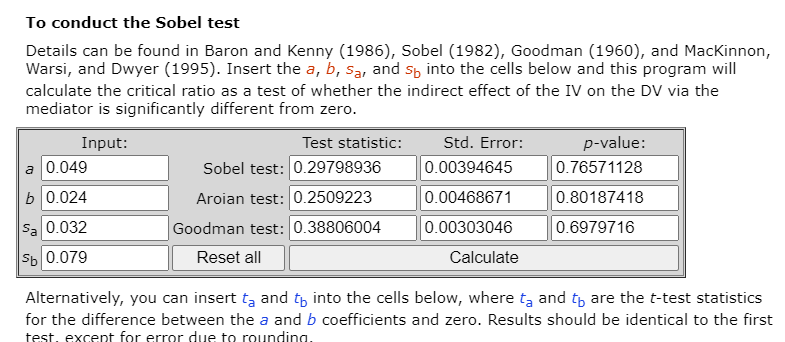 To conduct the Sobel test
Details can be found in Baron and Kenny (1986), Sobel (1982), Goodman (1960), and MacKinnon,
Warsi, and Dwyer (1995). Insert the a, b, sa, and sb into the cells below and this program will
calculate the critical ratio as a test of whether the indirect effect of the IV on the DV via the
mediator is significantly different from zero.
Input: Test statistic: Std. Error: p-value:
a 0.049 Sobel test: 0.29798936 0.00394645 0.76571128
b 0.024 Aroian test: 0.2509223 0.00468671 0.80187418
sa 0.032 Goodman test: 0.38806004 0.00303046 0.6979716
sb 0.079 Reset all Calculate
Alternatively, you can insert ta and tb into the cells below, where ta and tb are the t-test statistics
for the difference between the a and b coefficients and zero. Results should be identical to the first
test, except for error due to rounding.